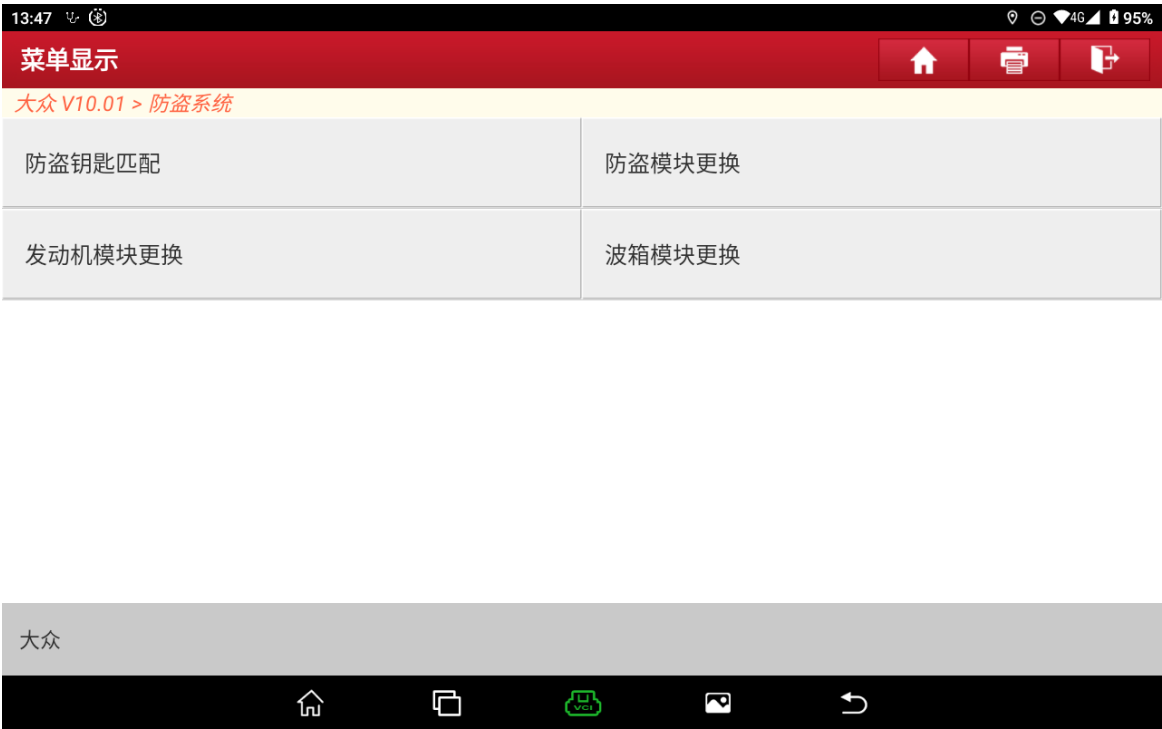 13:47 4G 95%
菜单显示
大众 V10.01 > 防盗系统
防盗钥匙匹配 防盗模块更换
发动机模块更换 波箱模块更换
大众
VCI